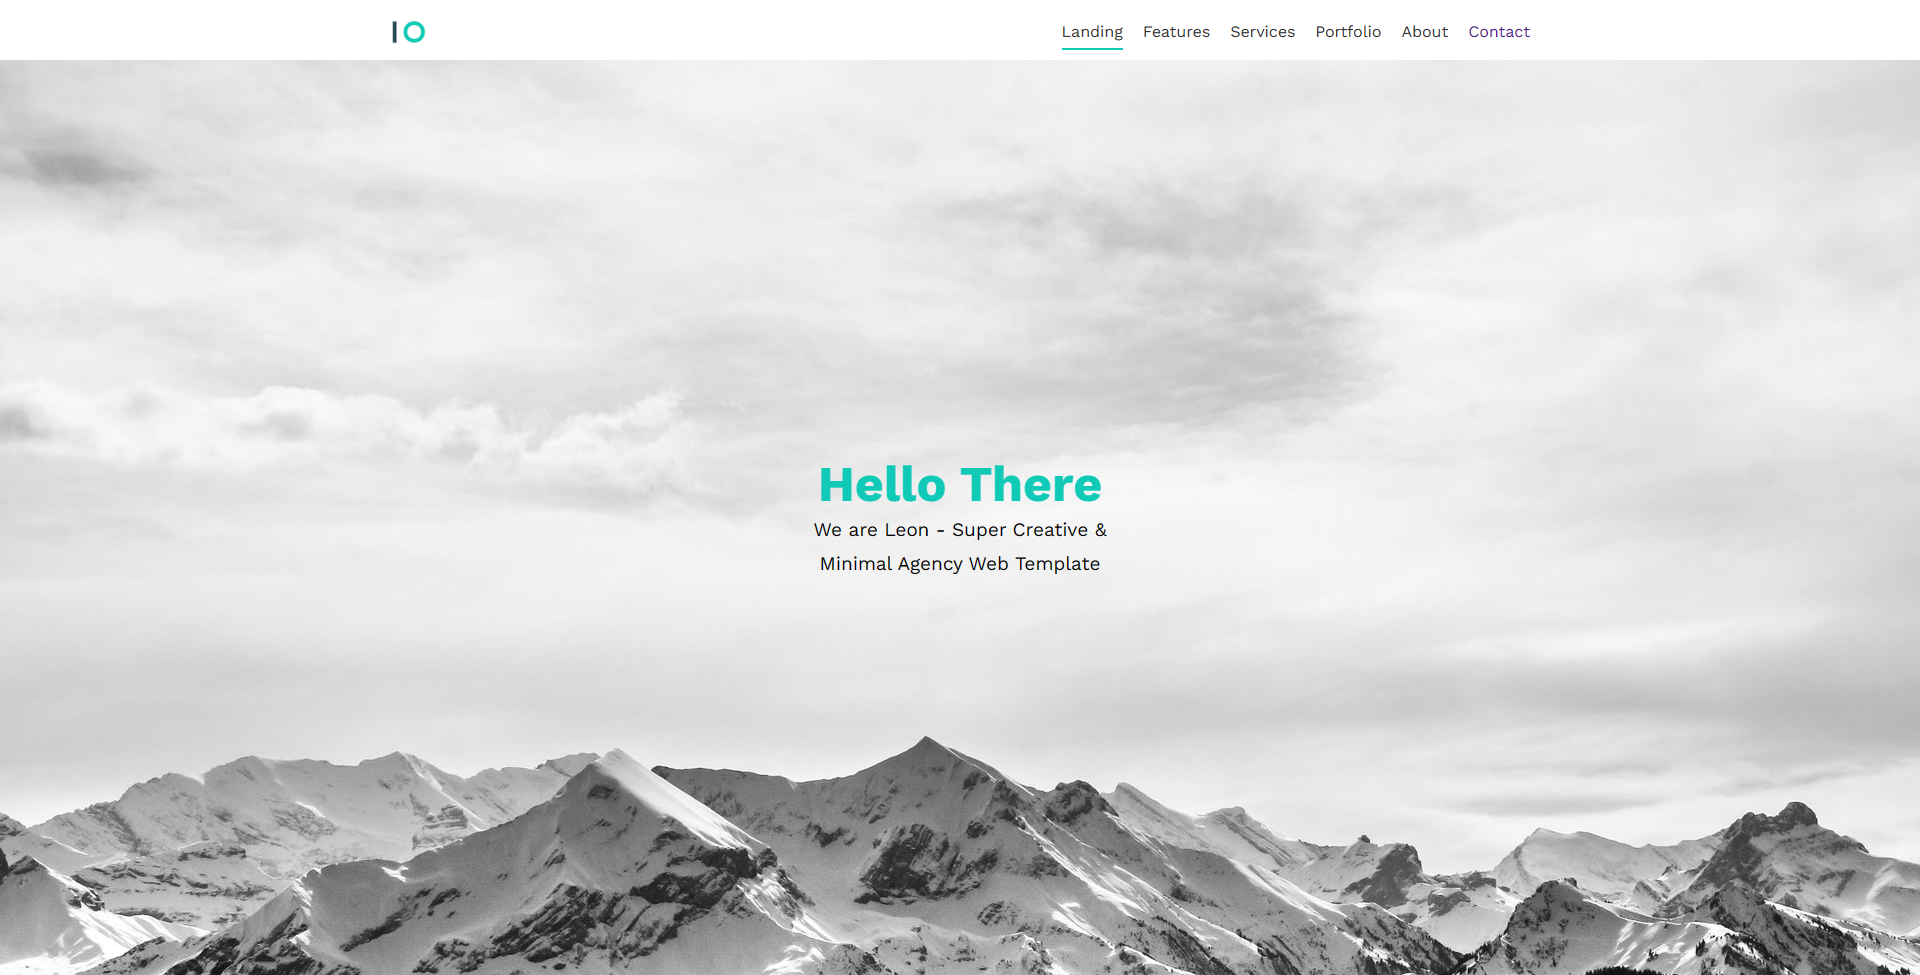 IO
Landing Features Services Portfolio About Contact
Hello There
We are Leon - Super Creative &
Minimal Agency Web Template